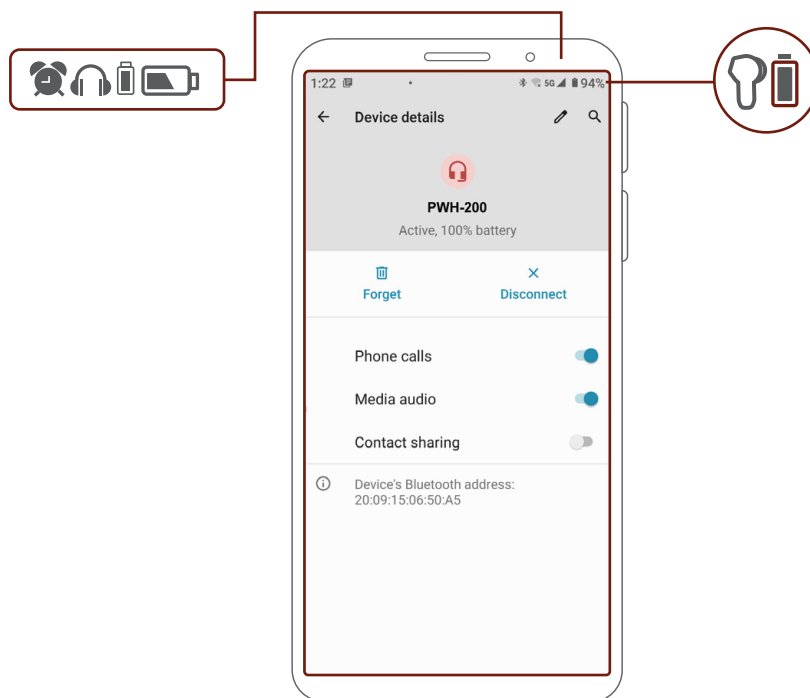 1:22 5G 94%
Device details
PWH-200
Active, 100% battery
Forget Disconnect
Phone calls
Media audio
Contact sharing
Device's Bluetooth address:
20:09:15:06:50:A5